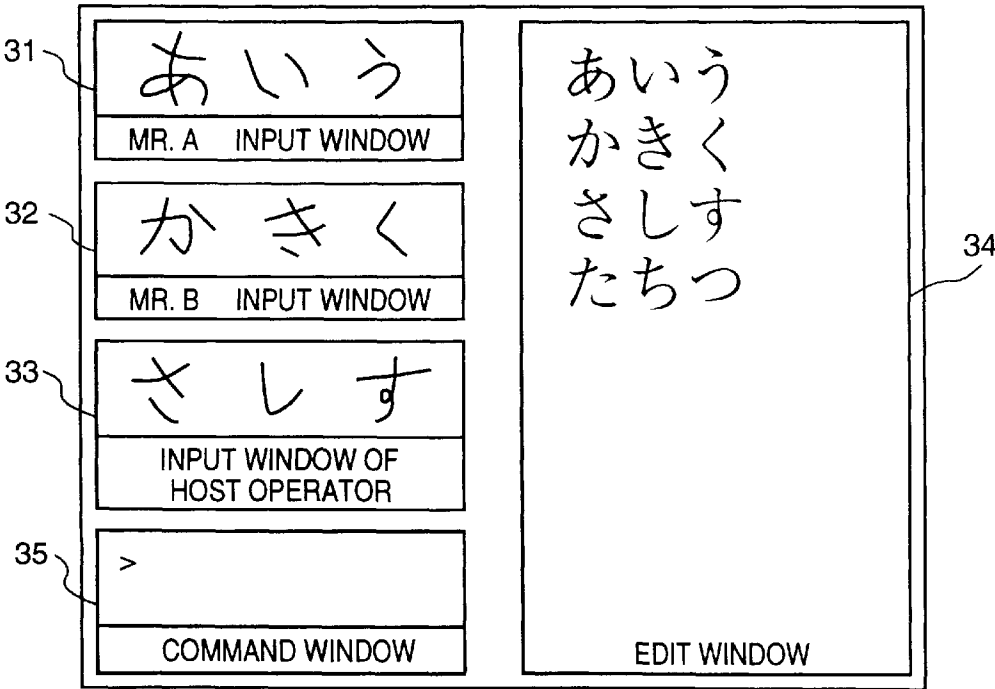 31
あいう
MR. A INPUT WINDOW
32
かきく
MR. B INPUT WINDOW
33
さしす
INPUT WINDOW OF
HOST OPERATOR
35
>
COMMAND WINDOW
あいう
かきく
さしす
たちつ
34
EDIT WINDOW